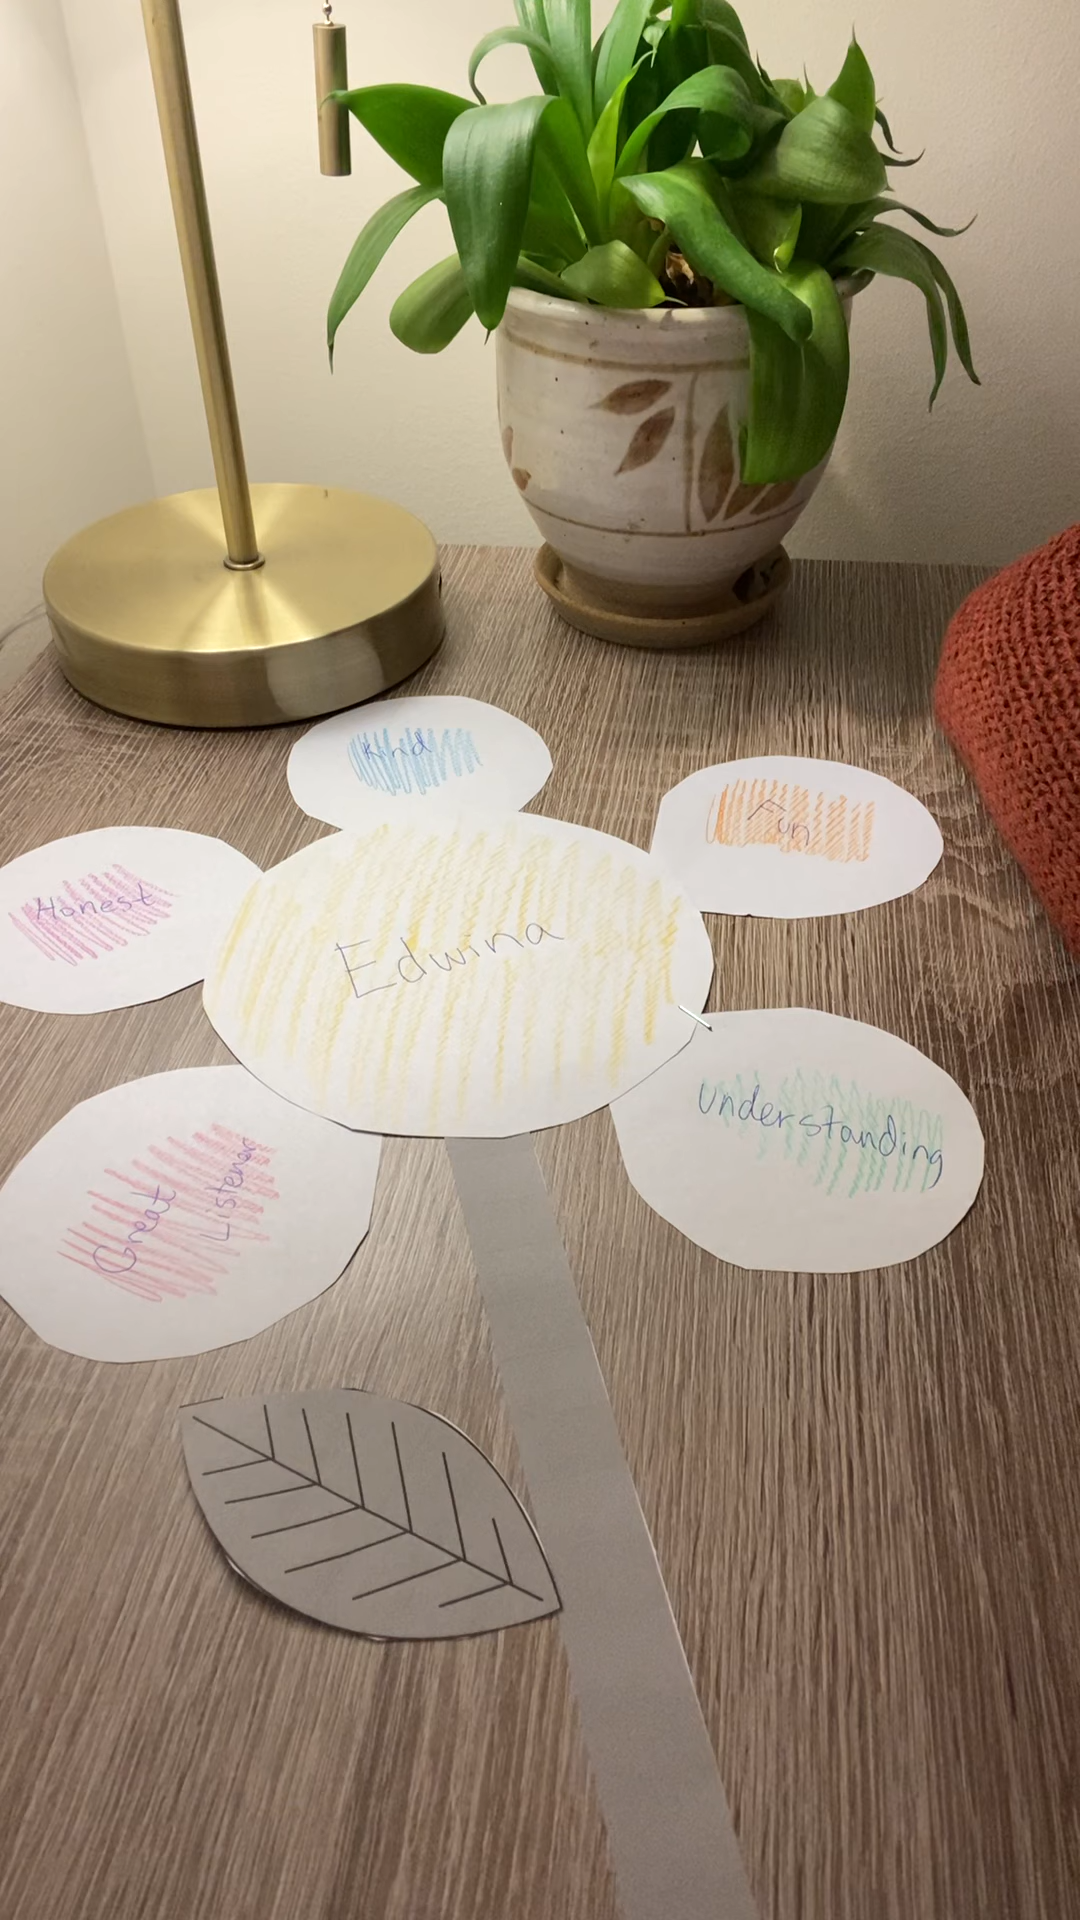 Kind
Fun
Honest
Edwina
understanding
Great
Listener